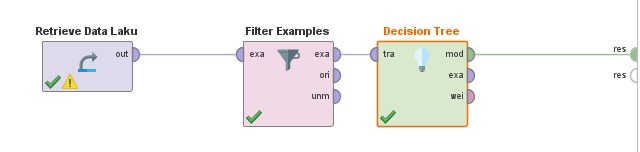 Retrieve Data Laku
out
Filter Examples
exa
exa
ori
unm
Decision Tree
tra
mod
exa
wei
res
res